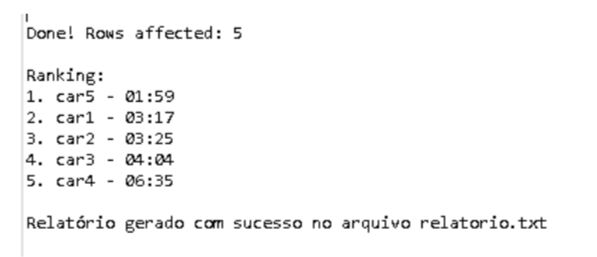 Done! Rows affected: 5
Ranking:
1. car5 - 01:59
2. car1 - 03:17
3. car2 - 03:25
4. car3 - 04:04
5. car4 - 06:35
Relatório gerado com sucesso no arquivo relatorio.txt